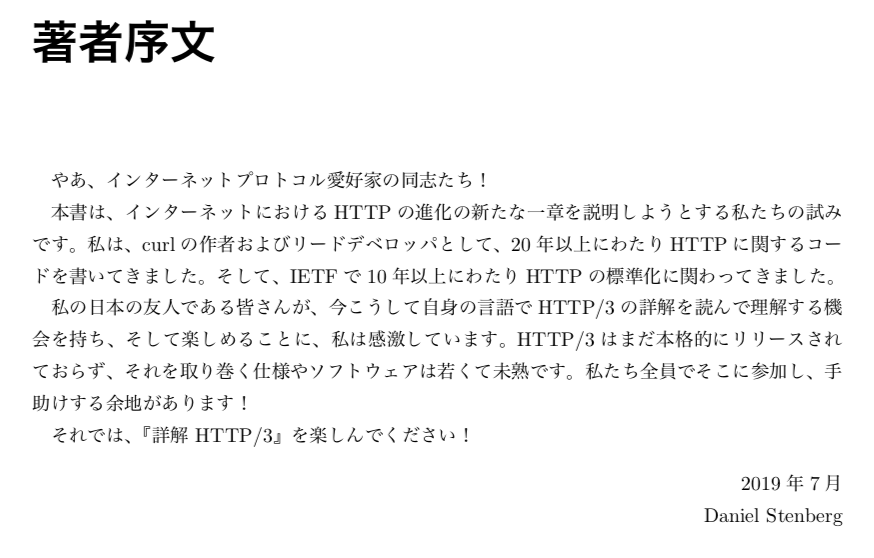 著者序文
やあ、インターネットプロトコル愛好家の同志たち！
本書は、インターネットにおける HTTP の進化の新たな一章を説明しようとする私たちの試み
です。私は、curl の作者およびリードデベロッパとして、20 年以上にわたり HTTP に関するコー
ドを書いてきました。そして、IETF で 10 年以上にわたり HTTP の標準化に関わってきました。
私の日本の友人である皆さんが、今こうして自身の言語で HTTP/3 の詳解を読んで理解する機
会を持ち、そして楽しめることに、私は感激しています。HTTP/3 はまだ本格的にリリースされ
ておらず、それを取り巻く仕様やソフトウェアは若くて未熟です。私たち全員でそこに参加し、手
助けする余地があります！
それでは、『詳解 HTTP/3』を楽しんでください！
2019 年 7 月
Daniel Stenberg